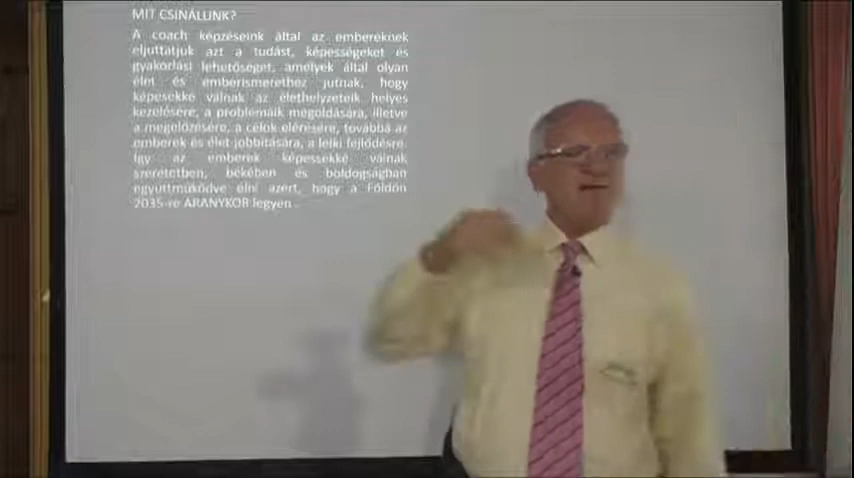 MIT CSINÁLUNK?
A coach képzéseink által az embereknek
eljuttatjuk azt a tudást, képességeket és
gyakorlási lehetőséget, amelyek által olyan
élet és emberismerethez jutnak, hogy
képesekké válnak az élethelyzeteik helyes
kezelésére, a problémáik megoldására, illetve
a megelőzésére, a célok elérésére, továbbá az
emberek és élet jobbítására, a lelki fejlődésre.
Így az emberek képessékké válnak
szeretetben, békében és boldogságban
együttműködve élni azért, hogy a Földön
2035-re ARANYKOR legyen .